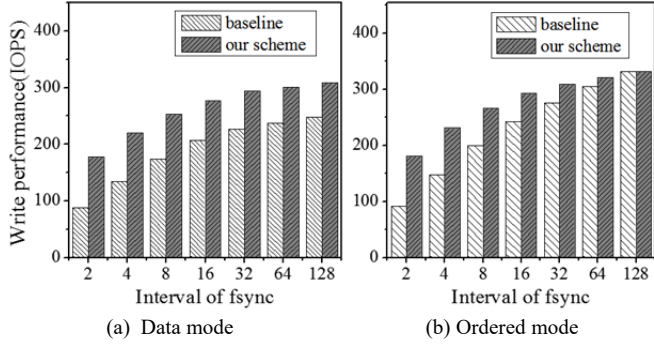 Write performance(IOPS)
400
300
200
100
0
baseline
our scheme
2 4 8 16 32 64 128
Interval of fsync
(a) Data mode
400
300
200
100
0
baseline
our scheme
2 4 8 16 32 64 128
Interval of fsync
(b) Ordered mode